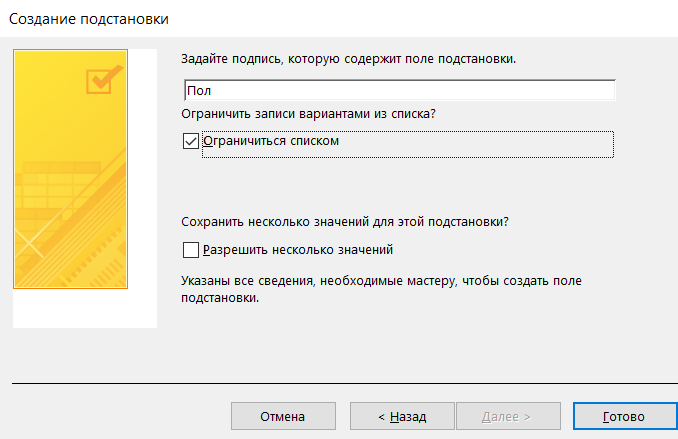 Создание подстановки
Задайте подпись, которую содержит поле подстановки.
Пол
Ограничить записи вариантами из списка?
Ограничиться списком
Сохранить несколько значений для этой подстановки?
Разрешить несколько значений
Указаны все сведения, необходимые мастеру, чтобы создать поле
подстановки.
Отмена
< Назад
Далее >
Готово